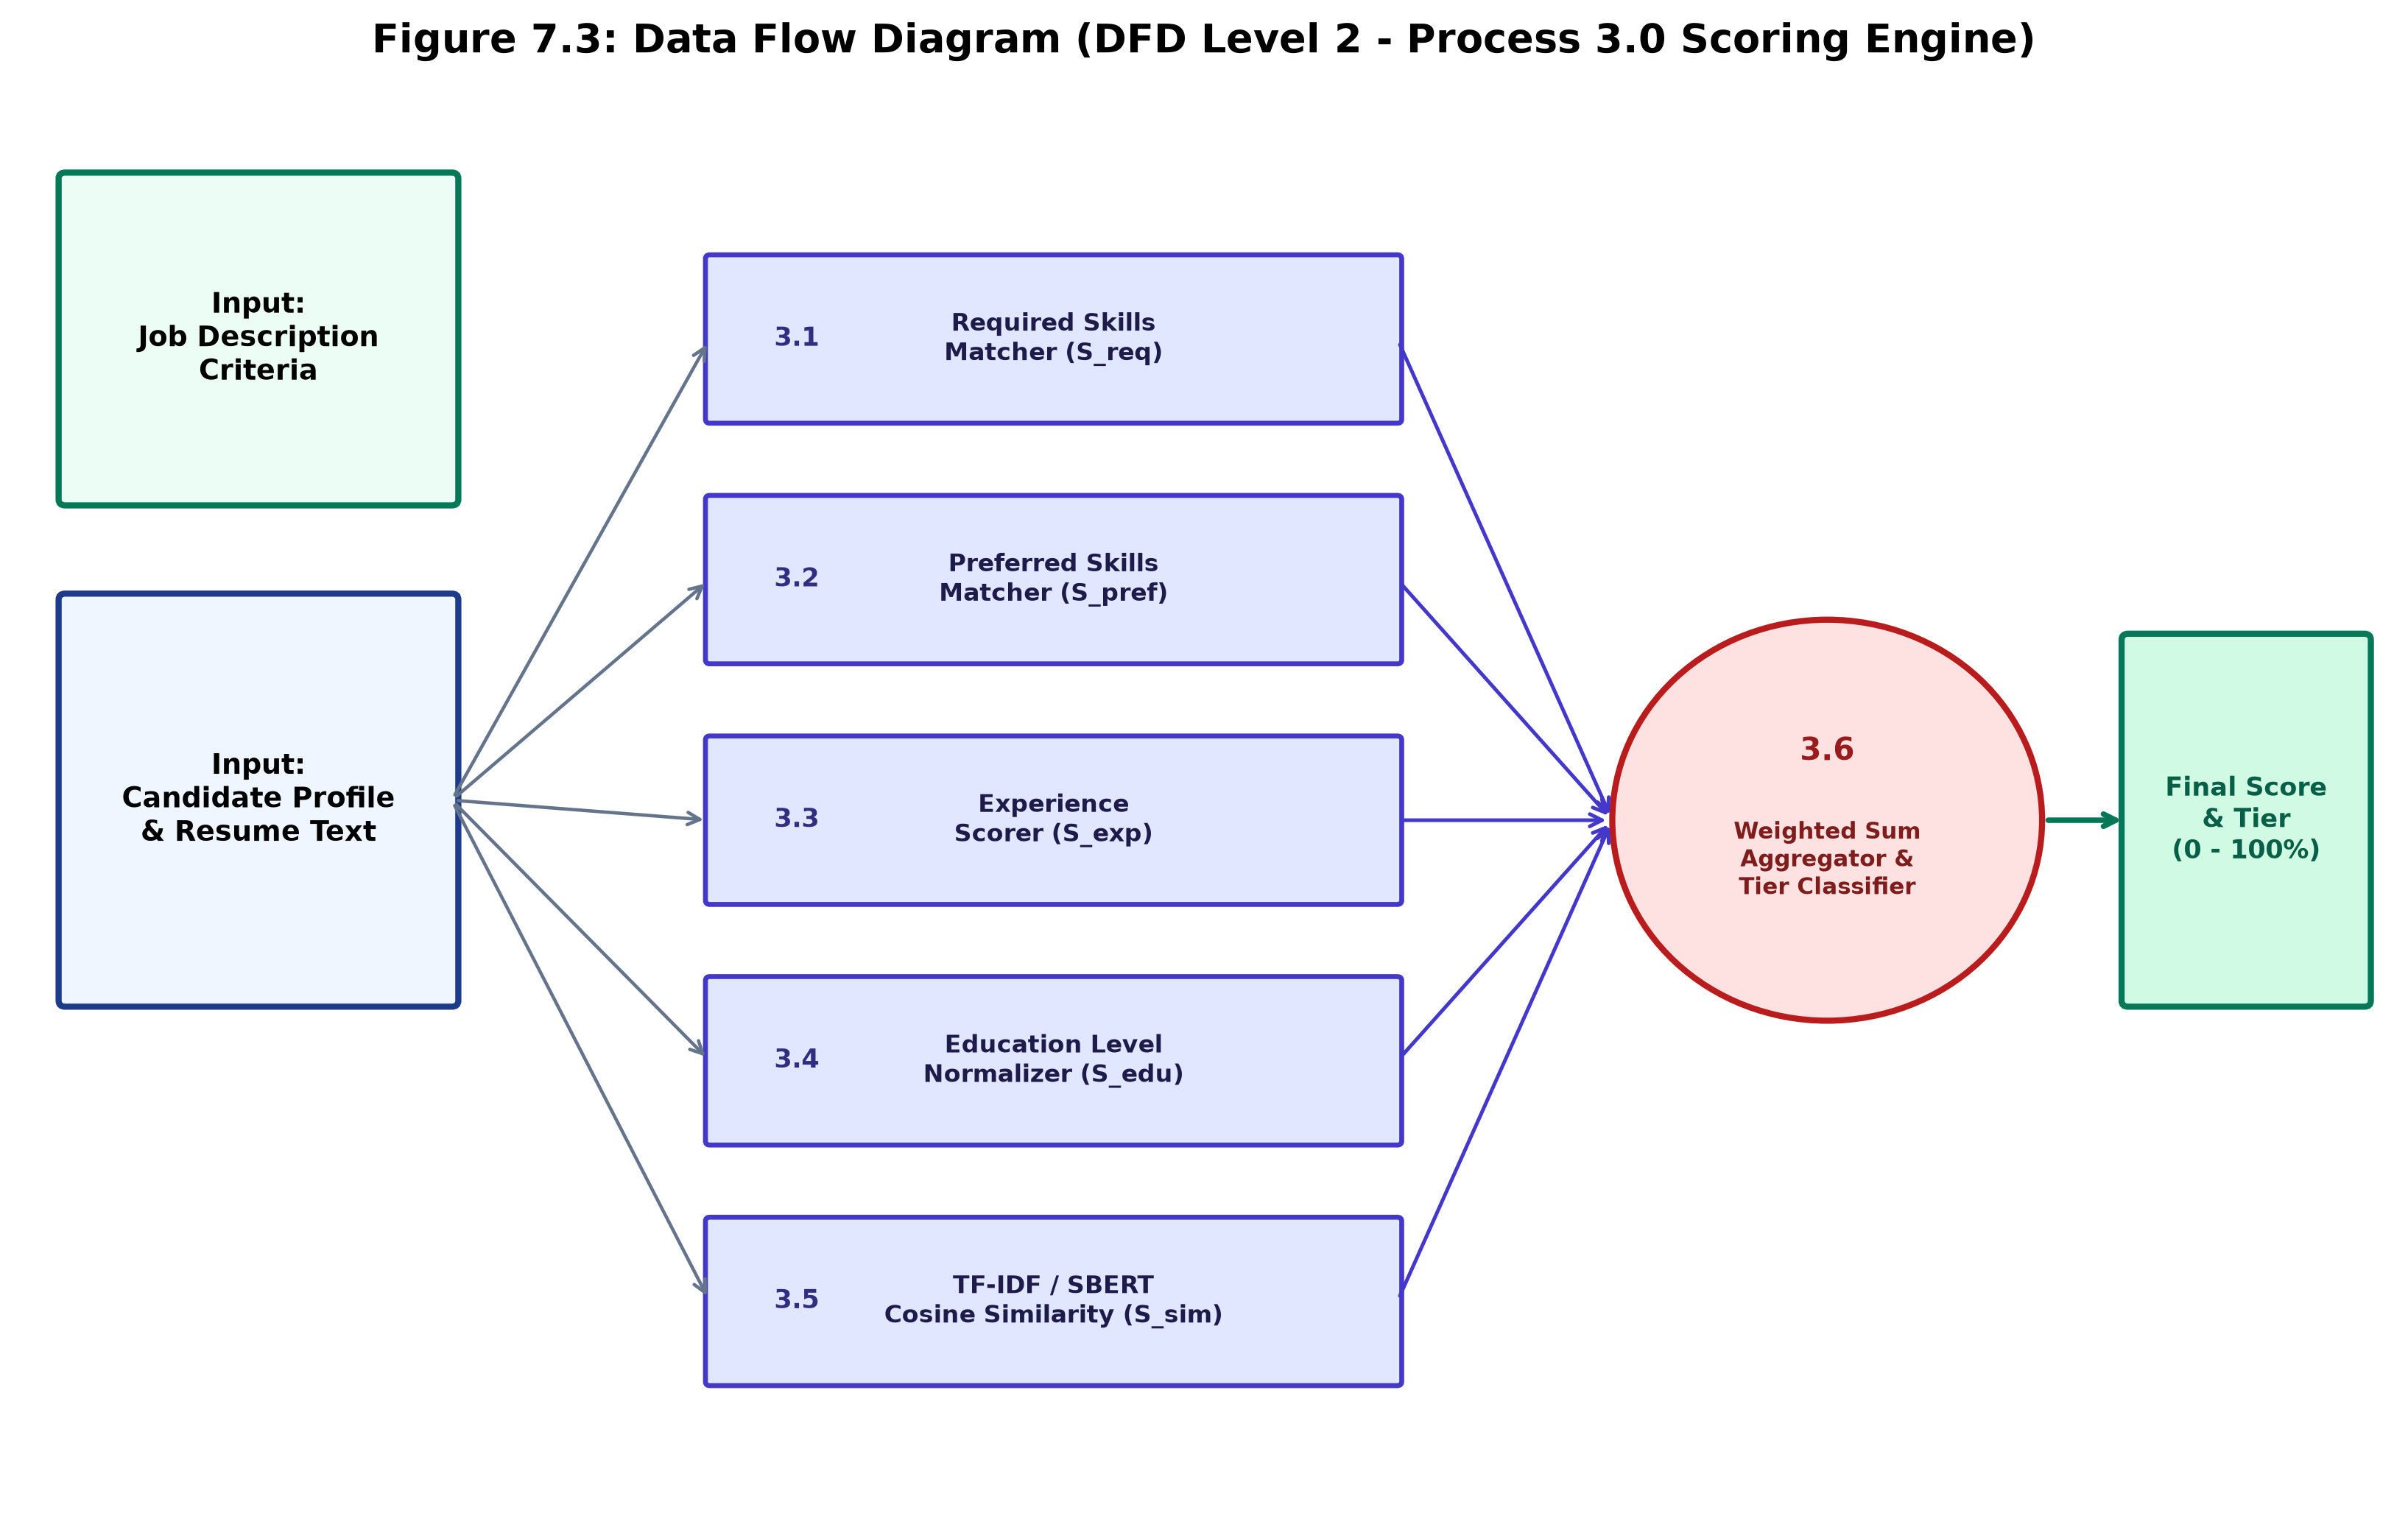 Figure 7.3: Data Flow Diagram (DFD Level 2 - Process 3.0 Scoring Engine)
Input:
Job Description
Criteria
Input:
Candidate Profile
& Resume Text
3.1
Required Skills
Matcher (S_req)
3.2
Preferred Skills
Matcher (S_pref)
3.3
Experience
Scorer (S_exp)
3.4
Education Level
Normalizer (S_edu)
3.5
TF-IDF / SBERT
Cosine Similarity (S_sim)
3.6
Weighted Sum
Aggregator &
Tier Classifier
Final Score
& Tier
(0 - 100%)